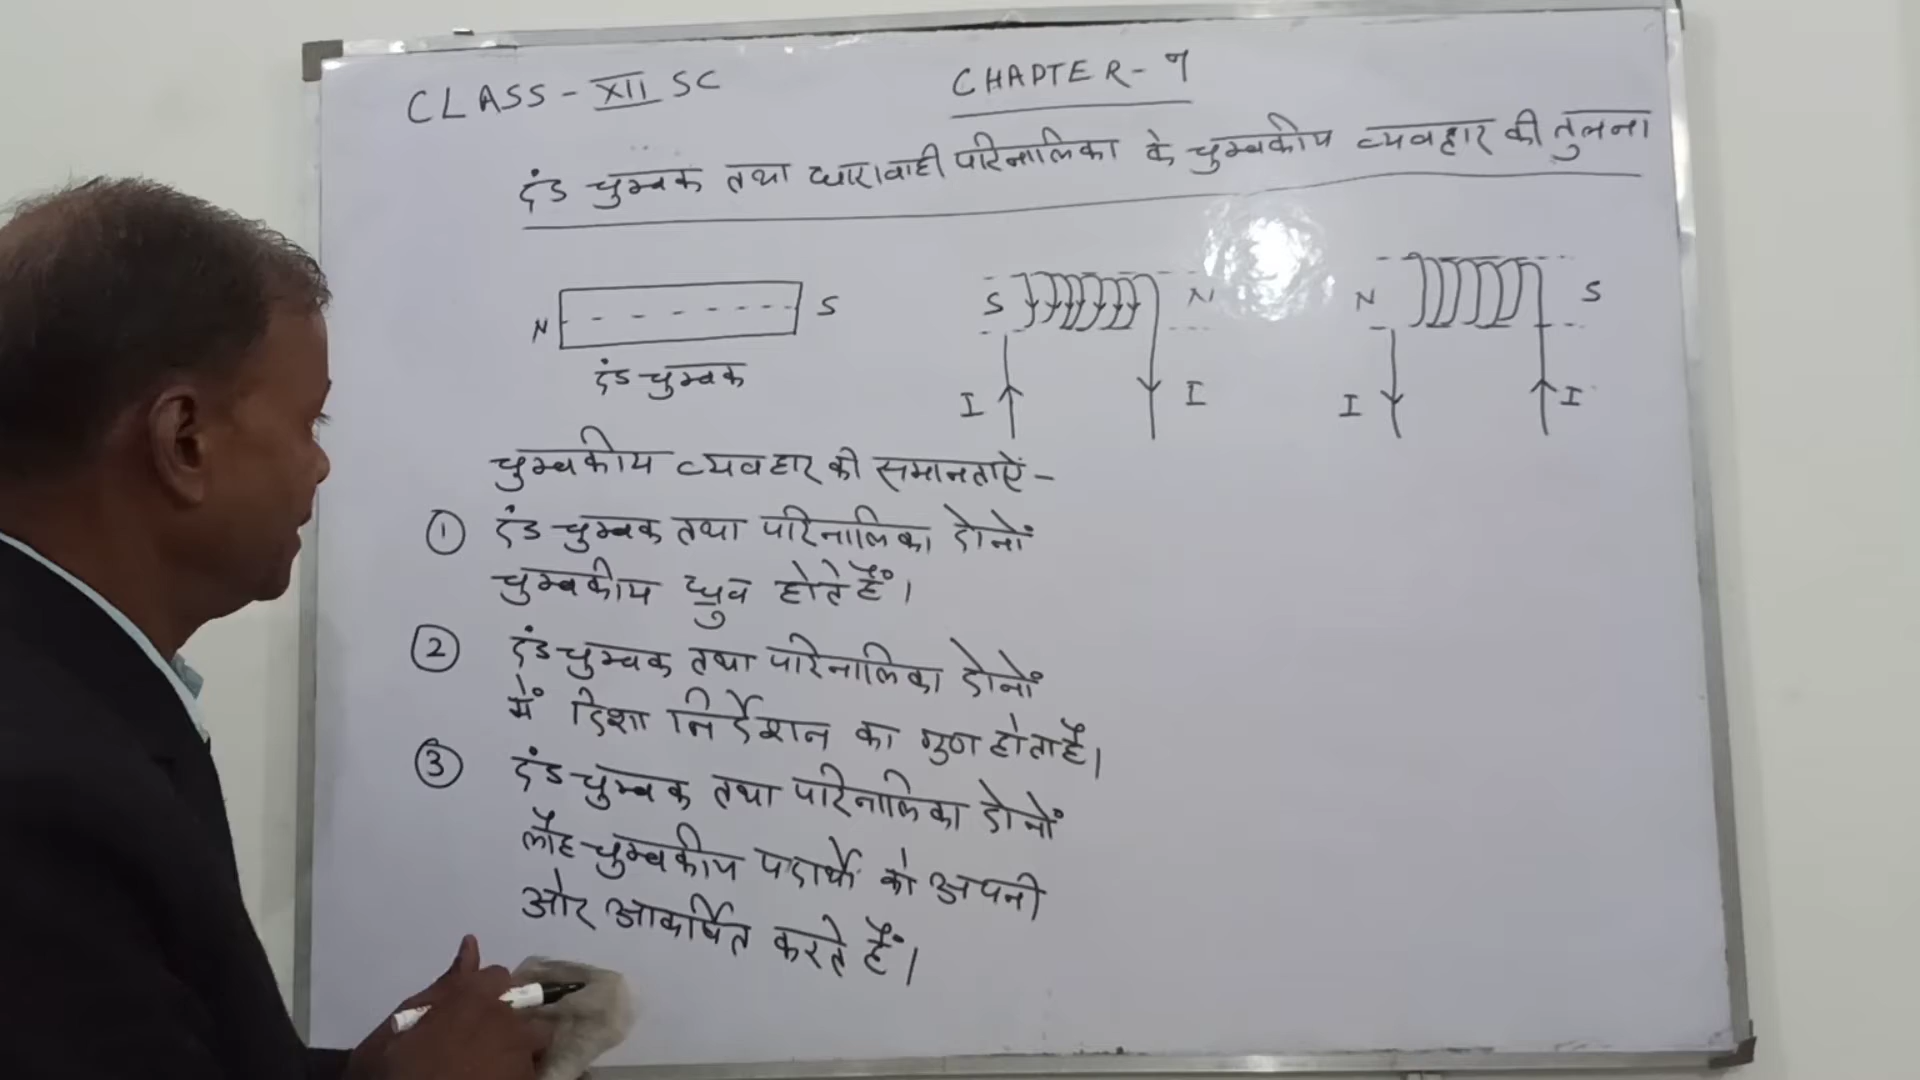 CLASS - XII SC
CHAPTER - 9
दंड चुम्बक तथा धारावाही परिनालिका के चुम्बकीय व्यवहार की तुलना
N S
दंड चुम्बक
S N
I I
N S
I I
चुम्बकीय व्यवहार की समानताऐं -
① दंड चुम्बक तथा परिनालिका दोनों
चुम्बकीय ध्रुव होते हैं।
② दंड चुम्बक तथा परिनालिका दोनों
में दिशा निर्देशन का गुण होता है।
③ दंड चुम्बक तथा परिनालिका दोनों
लौह चुम्बकीय पदार्थो को अपनी
ओर आकर्षित करते हैं।